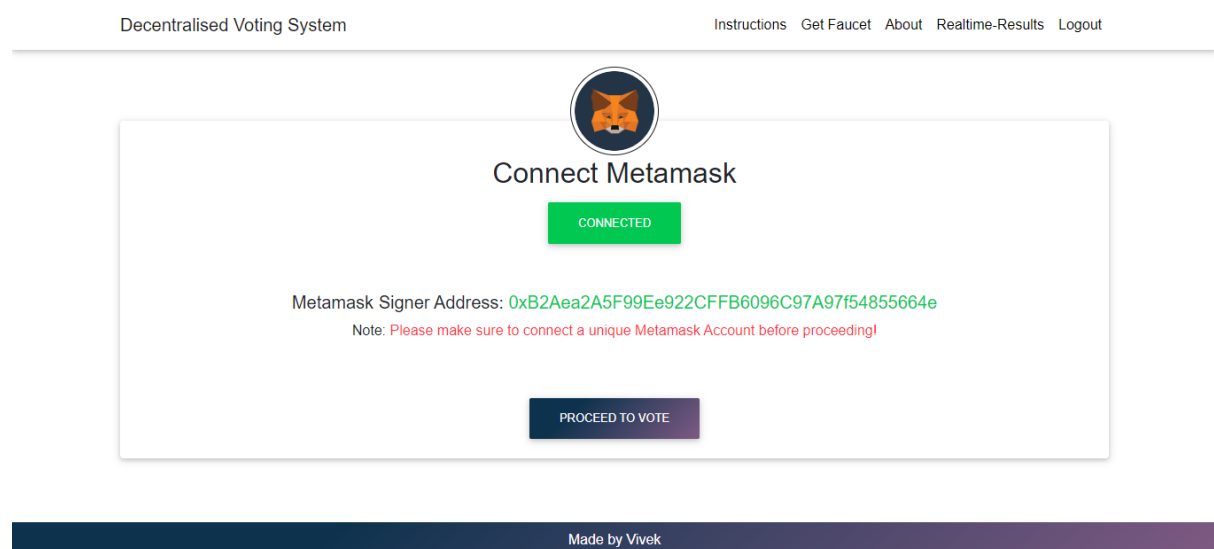 Decentralised Voting System
Instructions Get Faucet About Realtime-Results Logout
Connect Metamask
CONNECTED
Metamask Signer Address: 0xB2Aea2A5F99Ee922CFFB6096C97A97f54855664e
Note: Please make sure to connect a unique Metamask Account before proceeding!
PROCEED TO VOTE
Made by Vivek